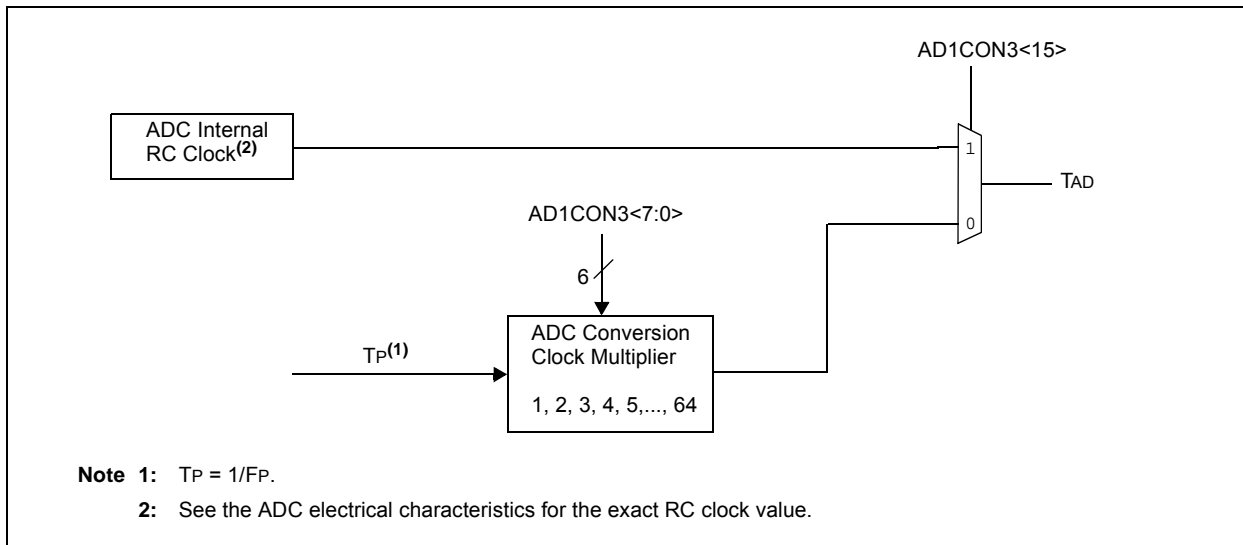 AD1CON3<15>
ADC Internal
RC Clock(2)
1
TAD
AD1CON3<7:0>
0
6
ADC Conversion
Clock Multiplier
TP(1)
1, 2, 3, 4, 5,..., 64
Note 1: TP = 1/FP.
2: See the ADC electrical characteristics for the exact RC clock value.